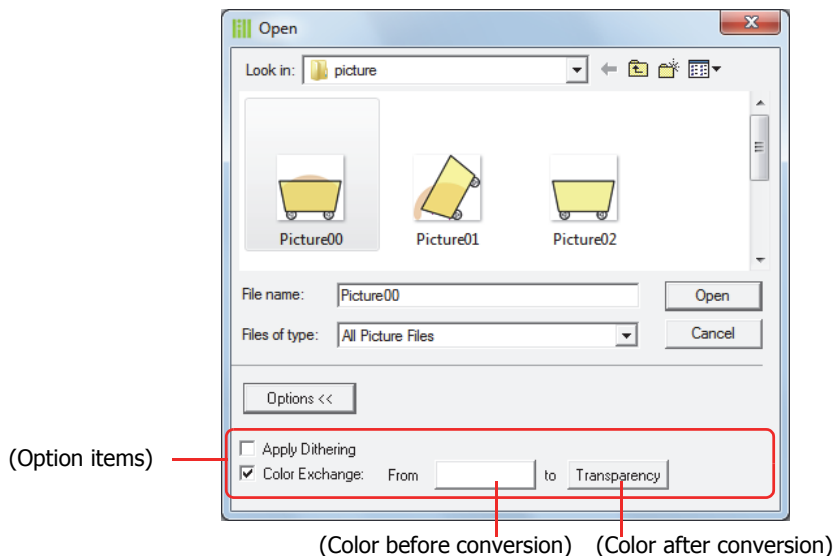 Open
Look in: picture
Picture00 Picture01 Picture02
File name: Picture00 Open
Files of type: All Picture Files Cancel
Options <<
(Option items)
Apply Dithering
Color Exchange: From to Transparency
(Color before conversion) (Color after conversion)